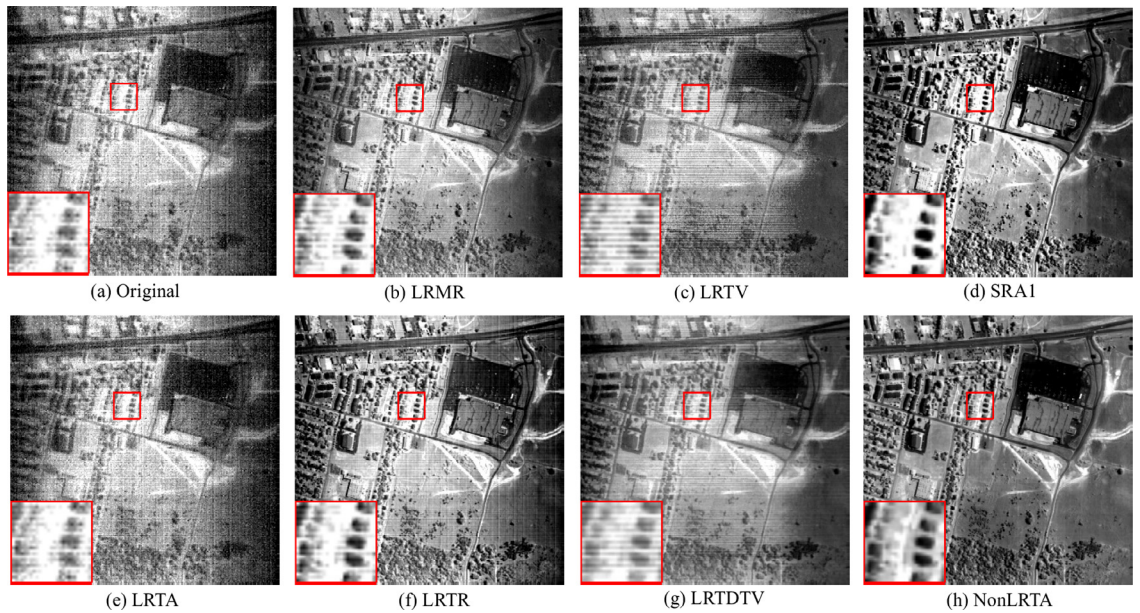 (a) Original
(b) LRMR
(c) LRTV
(d) SRA1
(e) LRTA
(f) LRTR
(g) LRTDTV
(h) NonLRTA